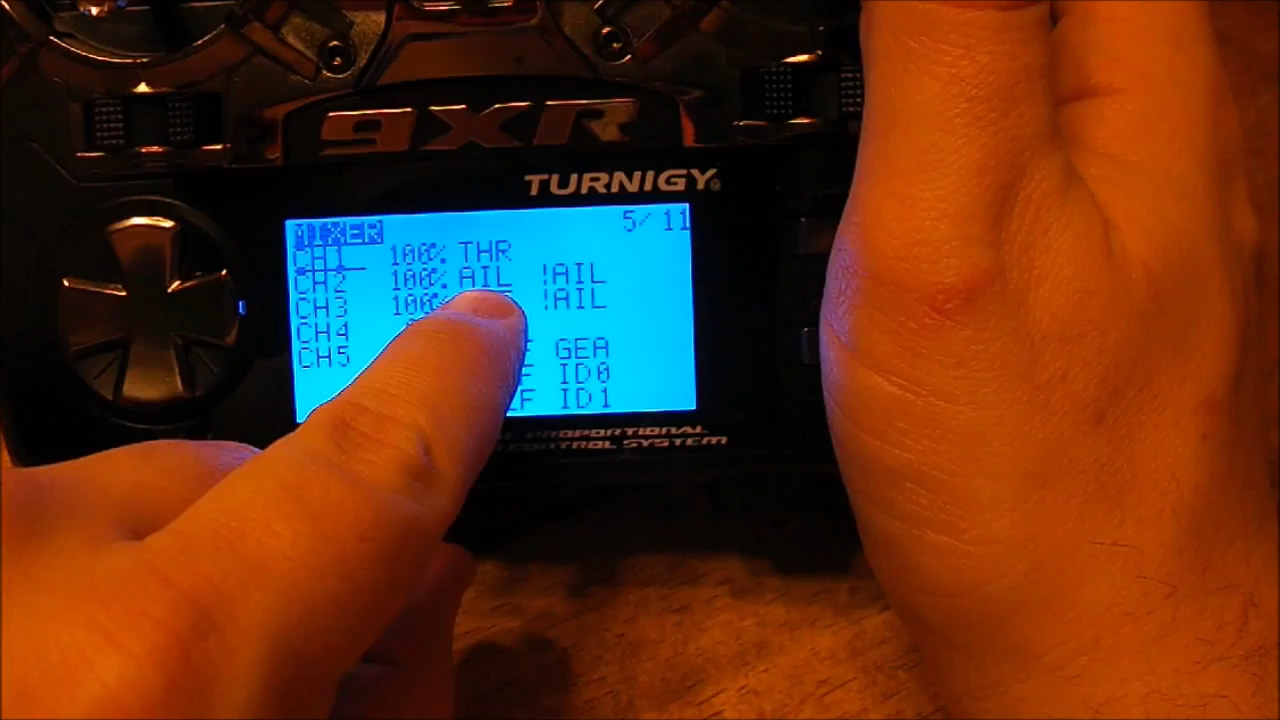 9XR
TURNIGY
MIXER 5/11
CH1 100% THR
CH2 100% AIL !AIL
CH3 100% !AIL
CH4
CH5 GEA
ID0
ID1
PROPORTIONAL
CONTROL SYSTEM